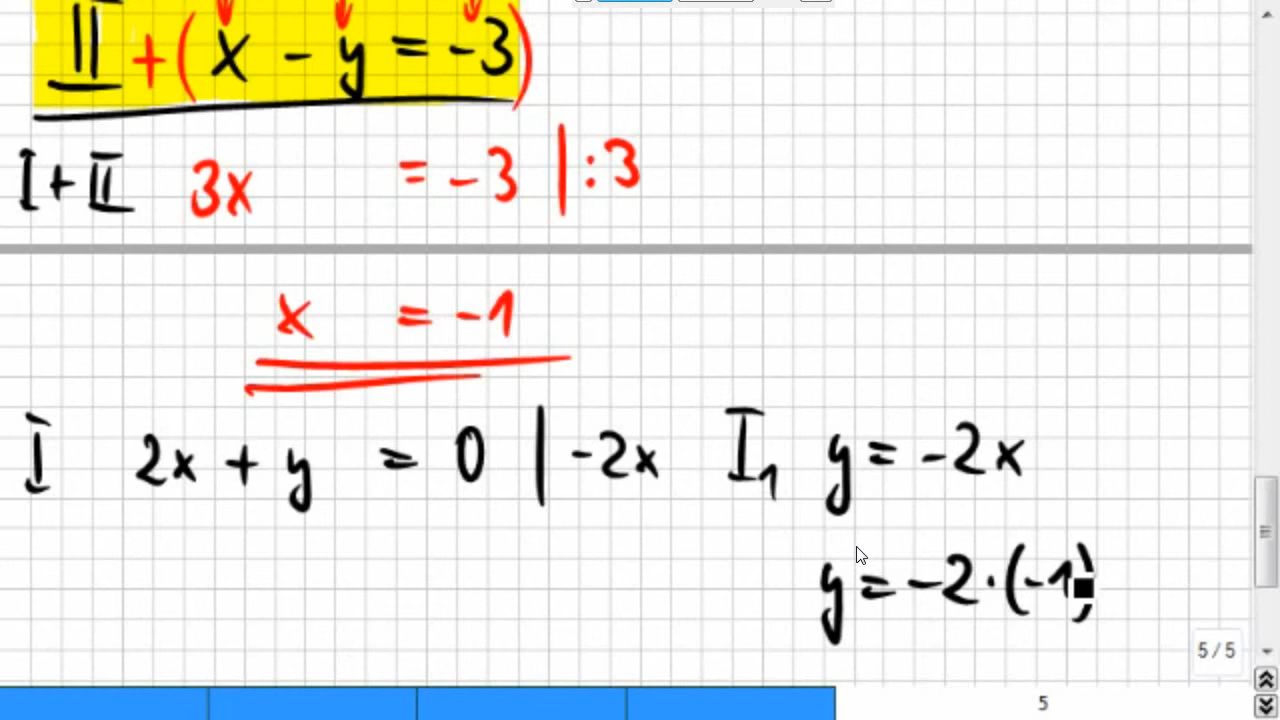 II +(x - y = -3)
I+II 3x = -3 | :3
x = -1
I 2x + y = 0 | -2x I₁ y = -2x
y = -2·(-1)
5/5
5